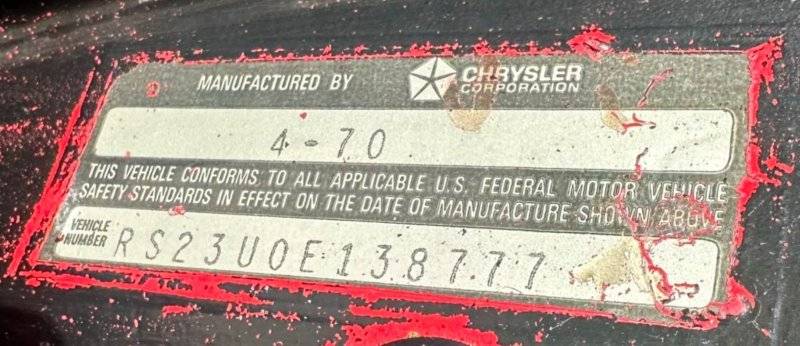 MANUFACTURED BY CHRYSLER CORPORATION
4-70
THIS VEHICLE CONFORMS TO ALL APPLICABLE U.S. FEDERAL MOTOR VEHICLE
SAFETY STANDARDS IN EFFECT ON THE DATE OF MANUFACTURE SHOWN ABOVE
VEHICLE NUMBER RS23U0E138777